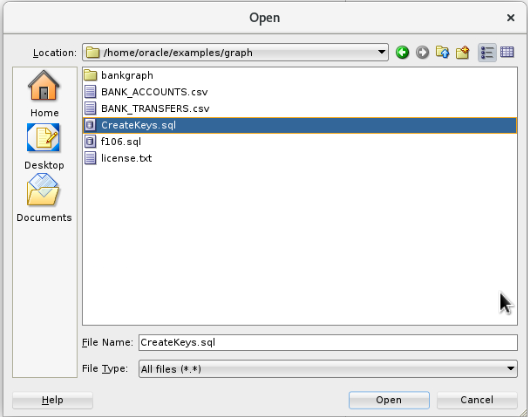 Open
Location: /home/oracle/examples/graph
Home
Desktop
Documents
bankgraph
BANK_ACCOUNTS.csv
BANK_TRANSFERS.csv
CreateKeys.sql
f106.sql
license.txt
File Name: CreateKeys.sql
File Type: All files (*.*)
Help Open Cancel